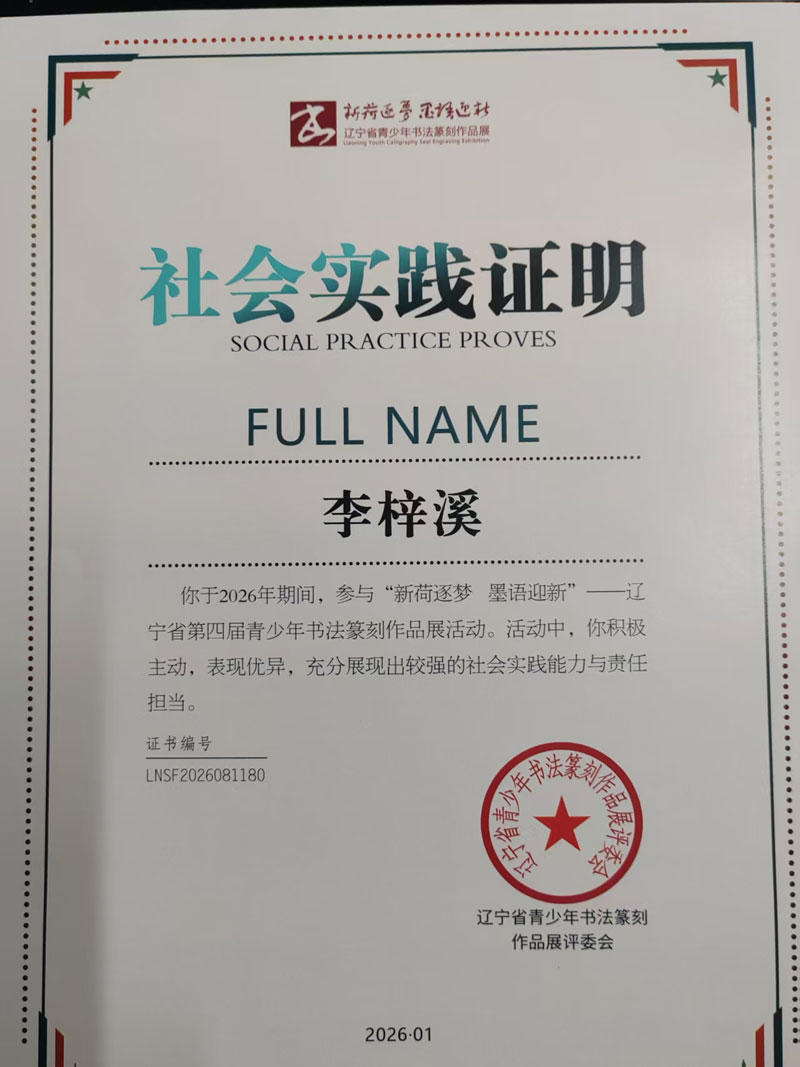 新荷逐梦 墨语迎新
辽宁省青少年书法篆刻作品展
Liaoning Youth Calligraphy Seal Engraving Exhibition
社会实践证明
SOCIAL PRACTICE PROVES
FULL NAME
李梓溪
你于2026年期间，参与“新荷逐梦 墨语迎新”——辽
宁省第四届青少年书法篆刻作品展活动。活动中，你积极
主动，表现优异，充分展现出较强的社会实践能力与责任
担当。
证书编号
LNSF2026081180
辽宁省青少年书法篆刻作品展评委会
辽宁省青少年书法篆刻
作品展评委会
2026·01